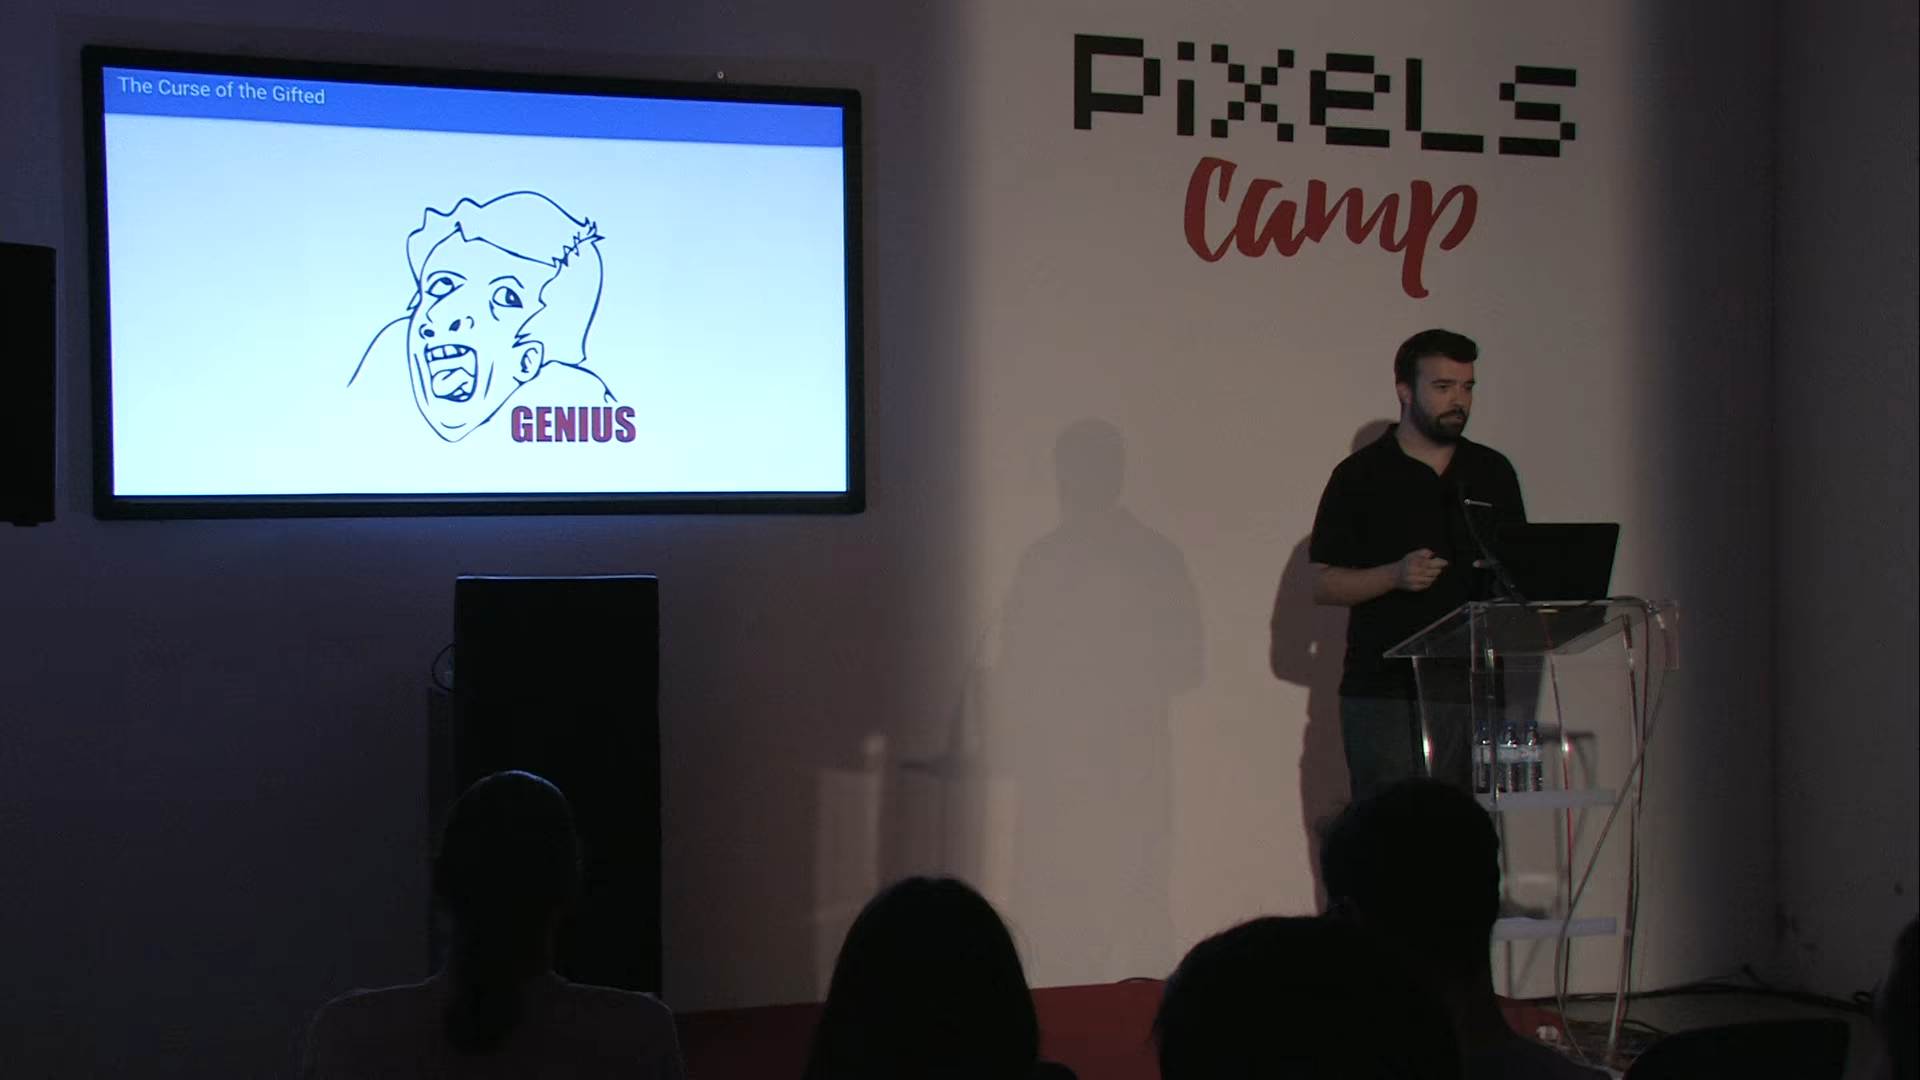 The Curse of the Gifted
GENIUS
PiXELS
Camp